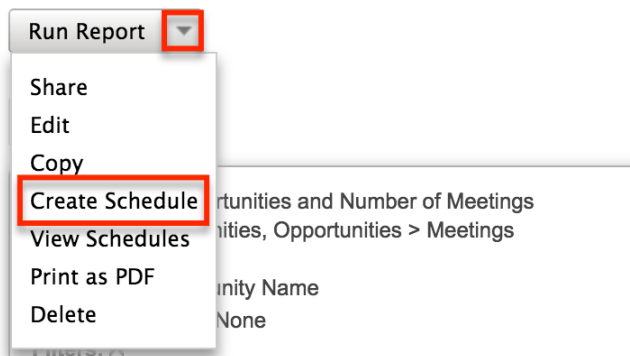 Run Report
Share
Edit
Copy
Create Schedule
rtunities and Number of Meetings
View Schedules
nities, Opportunities > Meetings
Print as PDF
unity Name
Delete
None